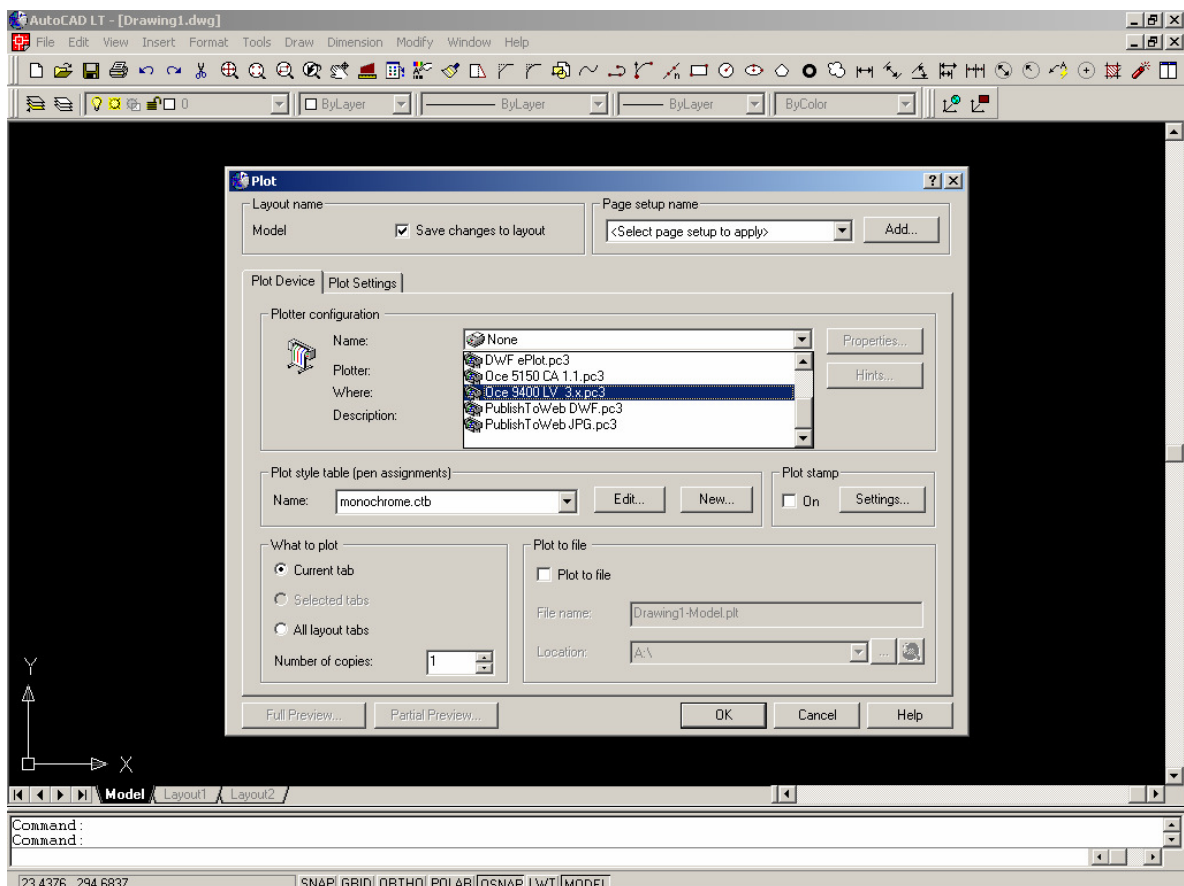 AutoCAD LT - [Drawing1.dwg]
File Edit View Insert Format Tools Draw Dimension Modify Window Help
0 ByLayer ByLayer ByLayer ByColor
Plot
Layout name
Model Save changes to layout
Page setup name
<Select page setup to apply> Add...
Plot Device Plot Settings
Plotter configuration
Name: None Properties...
Plotter:
Where:
Description:
DWF ePlot.pc3
Oce 5150 CA 1.1.pc3
Oce 9400 LV_3.x.pc3
PublishToWeb DWF.pc3
PublishToWeb JPG.pc3
Hints...
Plot style table (pen assignments)
Name: monochrome.ctb Edit... New...
Plot stamp
On Settings...
What to plot
Current tab
Selected tabs
All layout tabs
Number of copies: 1
Plot to file
Plot to file
File name: Drawing1-Model.plt
Location: A:\ ...
Full Preview... Partial Preview... OK Cancel Help
Y
X
Model Layout1 Layout2
Command:
Command:
23.4376, 294.6837 SNAP GRID ORTHO POLAR OSNAP LWT MODEL